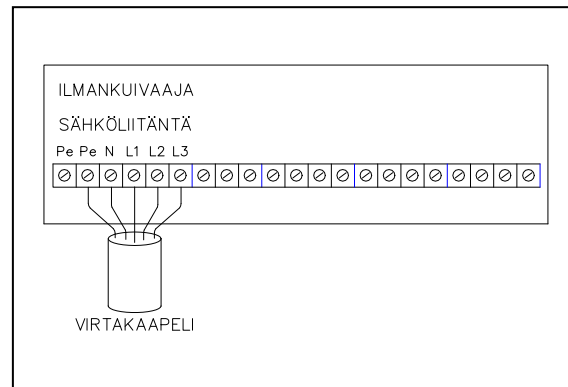 ILMANKUIVAAJA
SÄHKÖLIITÄNTÄ
Pe Pe N L1 L2 L3
VIRTAKAAPELI